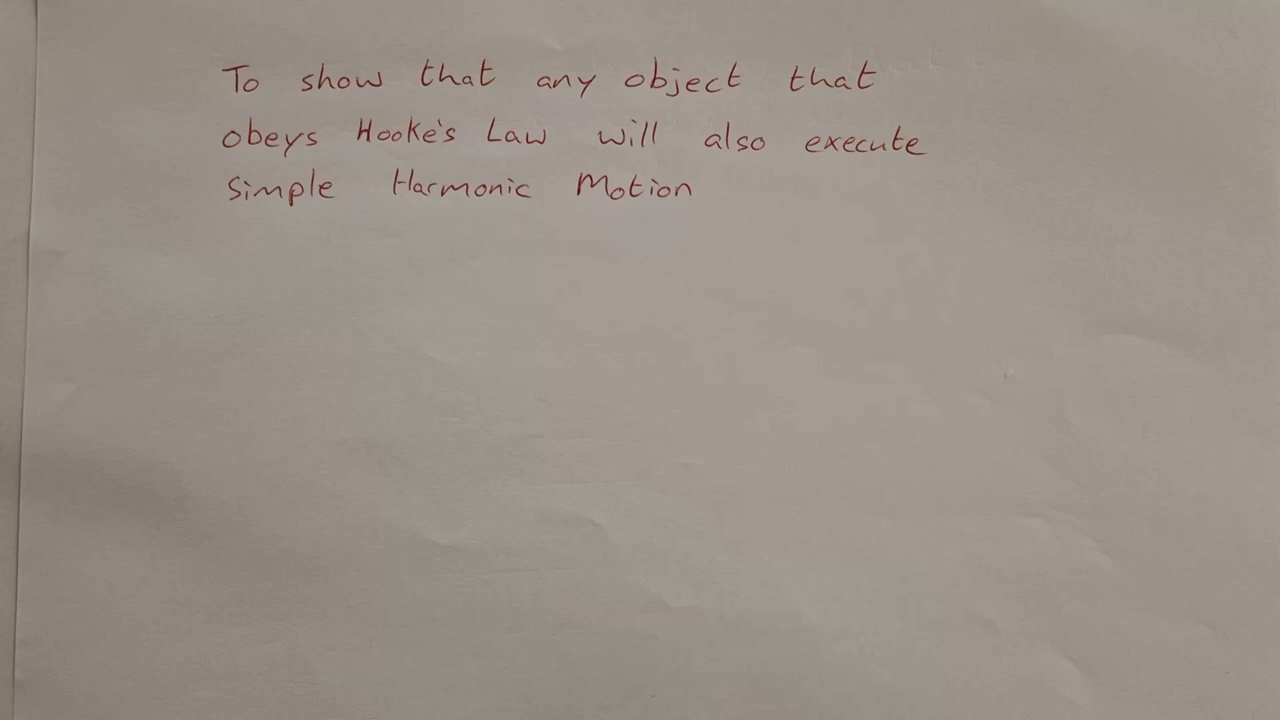 To show that any object that
obeys Hooke's Law will also execute
Simple Harmonic Motion